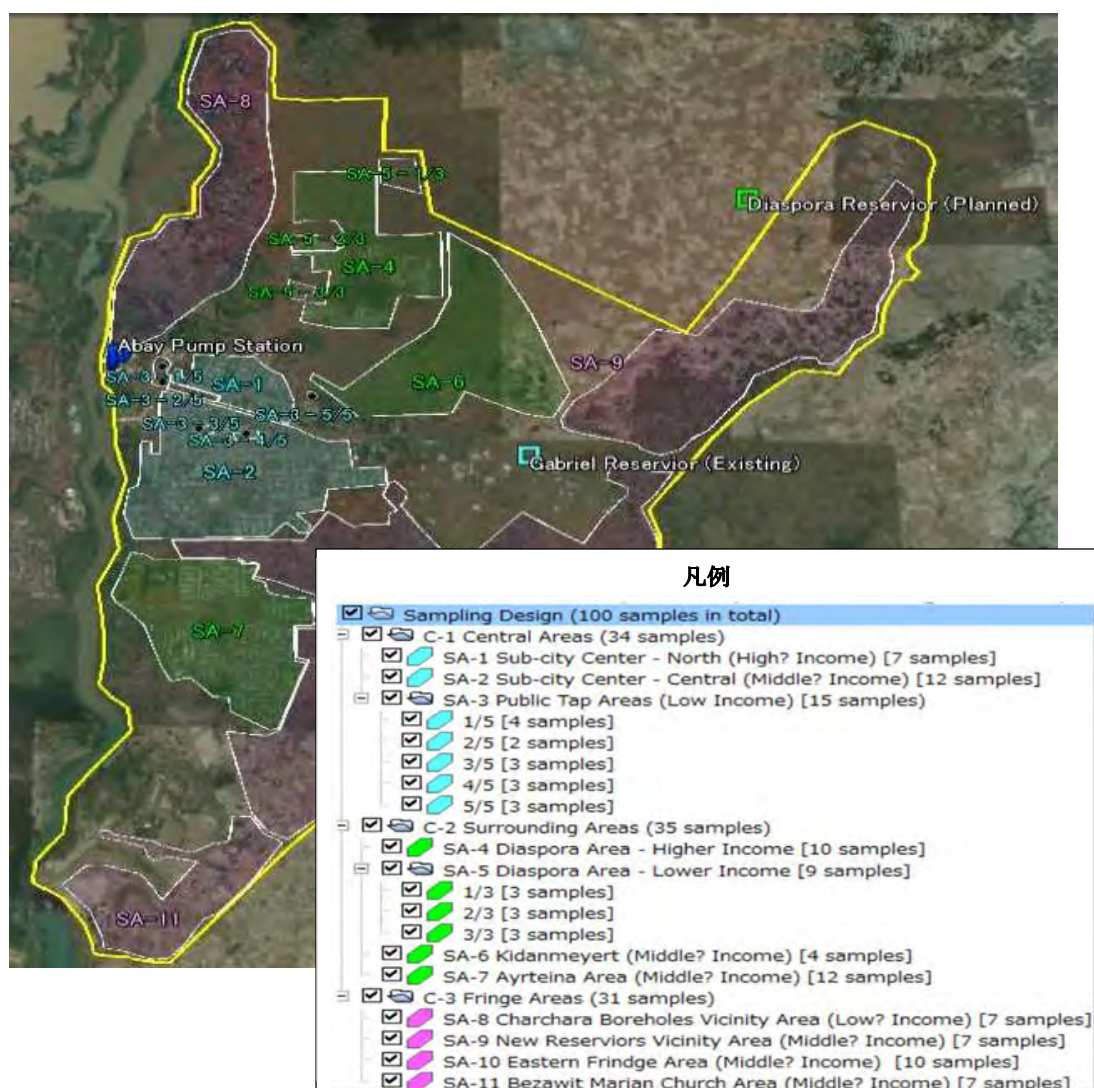 SA-8
SA-5 - 1/3
Diaspora Reservior (Planned)
SA-5 - 2/3
SA-4
SA-5 - 3/3
Abay Pump Station
SA-9
SA-3 - 1/5
SA-1
SA-6
SA-3 - 2/5
SA-3 - 5/5
SA-3 - 3/5
SA-3 - 4/5
SA-2
Gabriel Reservior (Existing)
SA-7
SA-11
凡例
Sampling Design (100 samples in total)
C-1 Central Areas (34 samples)
SA-1 Sub-city Center - North (High? Income) [7 samples]
SA-2 Sub-city Center - Central (Middle? Income) [12 samples]
SA-3 Public Tap Areas (Low Income) [15 samples)
1/5 [4 samples]
2/5 [2 samples]
3/5 [3 samples]
4/5 [3 samples]
5/5 [3 samples]
C-2 Surrounding Areas (35 samples)
SA-4 Diaspora Area - Higher Income [10 samples]
SA-5 Diaspora Area - Lower Income [9 samples]
1/3 [3 samples]
2/3 [3 samples]
3/3 [3 samples]
SA-6 Kidanmeyert (Middle? Income) [4 samples]
SA-7 Ayrteina Area (Middle? Income) [12 samples]
C-3 Fringe Areas (31 samples)
SA-8 Charchara Boreholes Vicinity Area (Low? Income) [7 samples]
SA-9 New Reserviors Vicinity Area (Middle? Income) [7 samples]
SA-10 Eastern Frindge Area (Middle? Income) [10 samples]
SA-11 Bezawit Marian Church Area (Middle? Income) [7 samples]